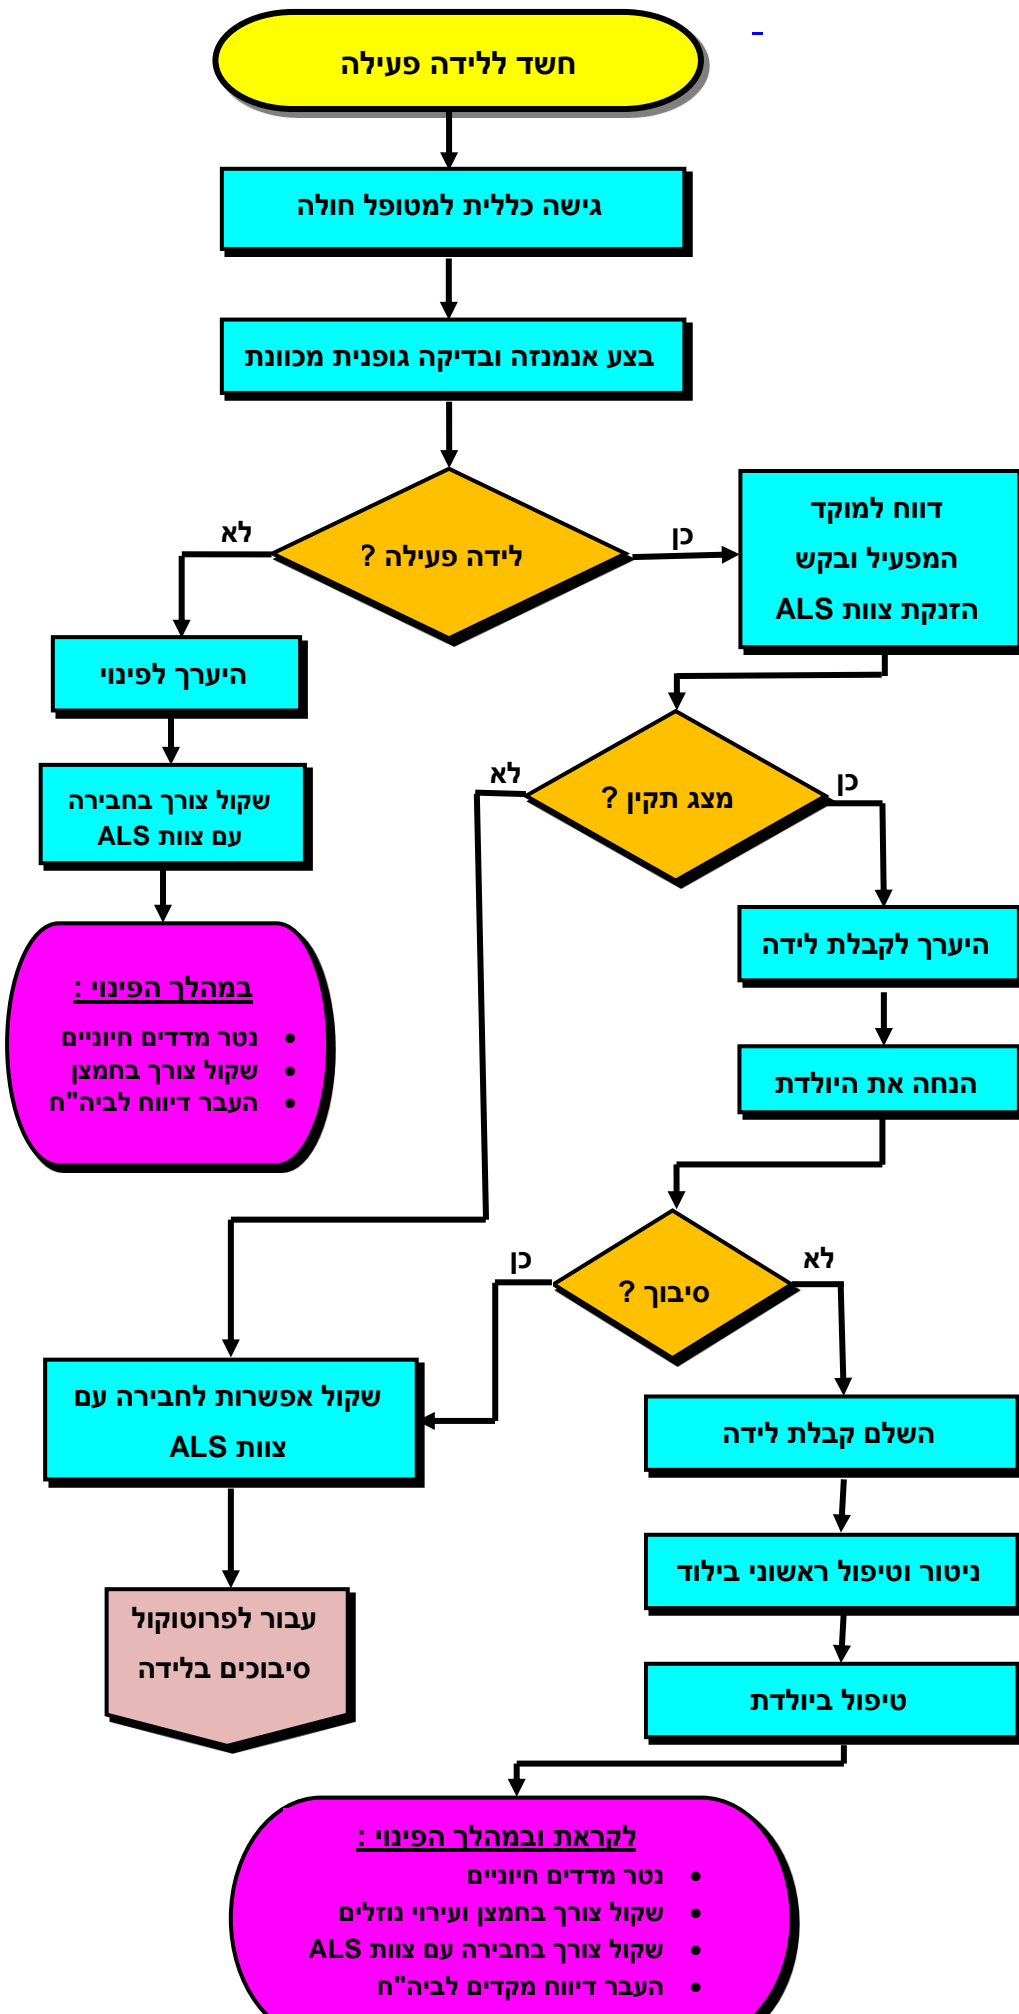 חשד ללידה פעילה
גישה כללית למטופל חולה
בצע אנמנזה ובדיקה גופנית מכוונת
לידה פעילה ?
כן
לא
דווח למוקד
המפעיל ובקש
הזנקת צוות ALS
היערך לפינוי
שקול צורך בחבירה
עם צוות ALS
במהלך הפינוי :
• נטר מדדים חיוניים
• שקול צורך בחמצן
• העבר דיווח לביה"ח
מצג תקין ?
כן
לא
היערך לקבלת לידה
הנחה את היולדת
סיבוך ?
לא
כן
שקול אפשרות לחבירה עם
צוות ALS
עבור לפרוטוקול
סיבוכים בלידה
השלם קבלת לידה
ניטור וטיפול ראשוני בילוד
טיפול ביולדת
לקראת ובמהלך הפינוי :
• נטר מדדים חיוניים
• שקול צורך בחמצן ועירוי נוזלים
• שקול צורך בחבירה עם צוות ALS
• העבר דיווח מקדים לביה"ח